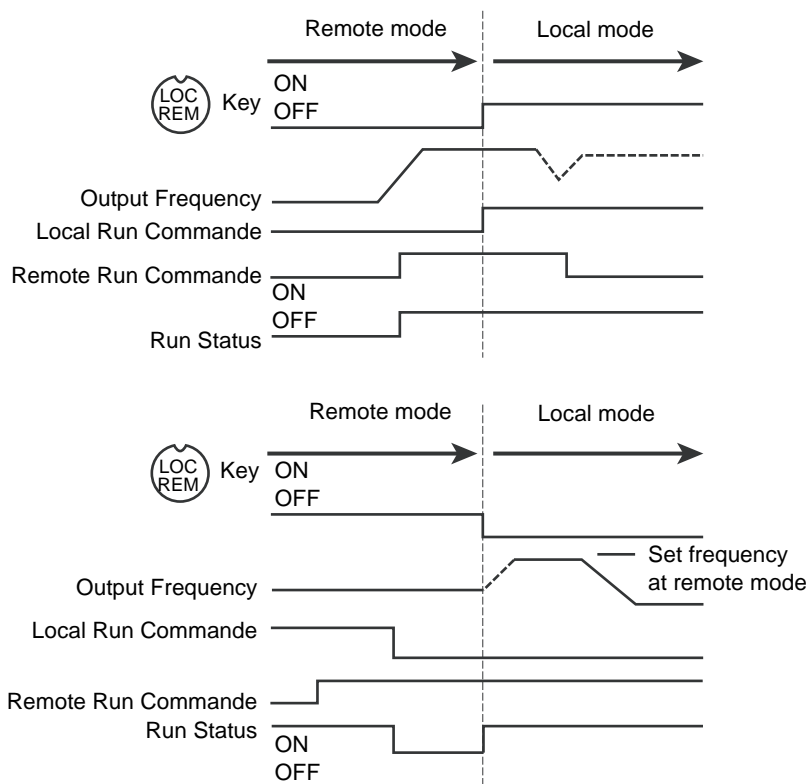 Remote mode
Local mode
LOC
REM
Key
ON
OFF
Output Frequency
Local Run Commande
Remote Run Commande
ON
OFF
Run Status
Remote mode
Local mode
LOC
REM
Key
ON
OFF
Set frequency
at remote mode
Output Frequency
Local Run Commande
Remote Run Commande
Run Status
ON
OFF